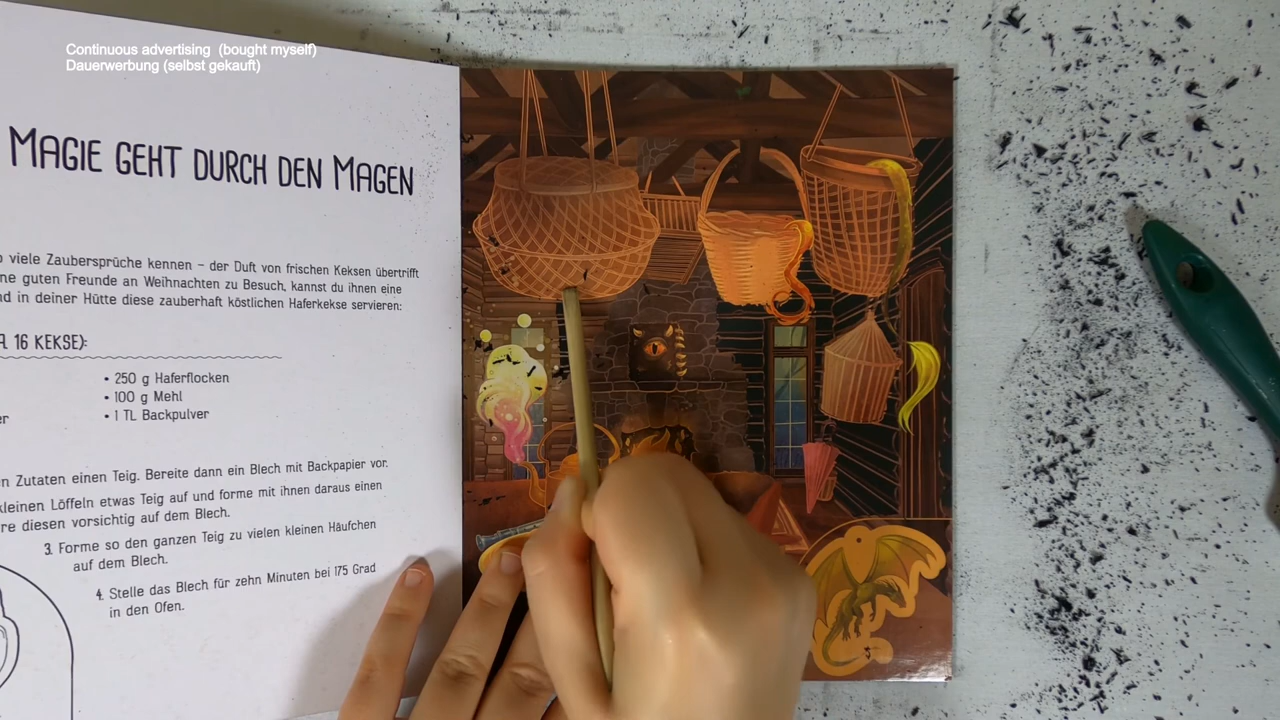 Continuous advertising (bought myself)
Dauerwerbung (selbst gekauft)
MAGIE GEHT DURCH DEN MAGEN
viele Zaubersprüche kennen – der Duft von frischen Keksen übertrifft
guten Freunde an Weihnachten zu Besuch, kannst du ihnen eine
in deiner Hütte diese zauberhaft köstlichen Haferkekse servieren:
16 KEKSE):
• 250 g Haferflocken
• 100 g Mehl
• 1 TL Backpulver
Zutaten einen Teig. Bereite dann ein Blech mit Backpapier vor.
kleinen Löffeln etwas Teig auf und forme mit ihnen daraus einen
diesen vorsichtig auf dem Blech.
3. Forme so den ganzen Teig zu vielen kleinen Häufchen
auf dem Blech.
4. Stelle das Blech für zehn Minuten bei 175 Grad
in den Ofen.